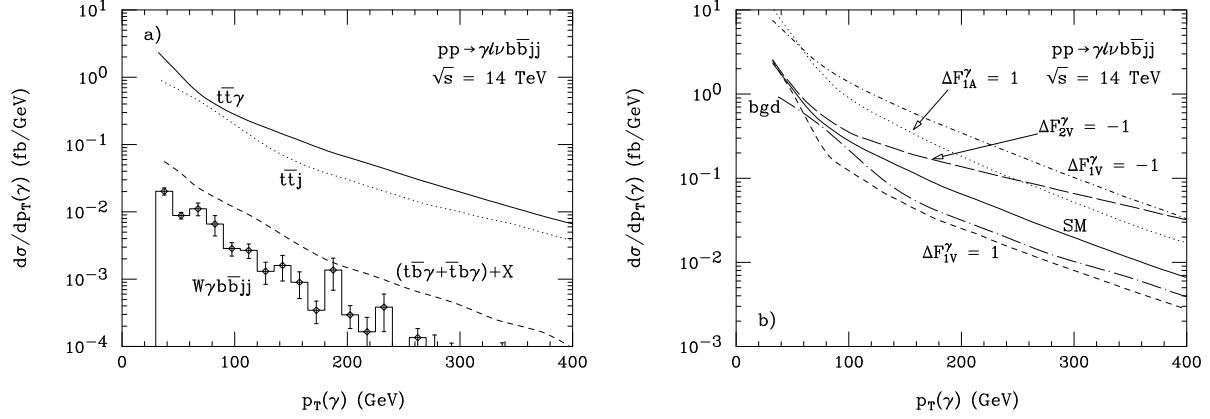 a)
pp → γℓνbb̅jj
√s = 14 TeV
tt̅γ
tt̅j
(tb̅γ+t̅bγ)+X
Wγbb̅jj
dσ/dp_T(γ) (fb/GeV)
10^1
10^0
10^−1
10^−2
10^−3
10^−4
0 100 200 300 400
p_T(γ) (GeV)
pp → γℓνbb̅jj
ΔF^γ_1A = 1 √s = 14 TeV
bgd
ΔF^γ_2V = −1
ΔF^γ_1V = −1
SM
ΔF^γ_1V = 1
b)
dσ/dp_T(γ) (fb/GeV)
10^1
10^0
10^−1
10^−2
10^−3
0 100 200 300 400
p_T(γ) (GeV)